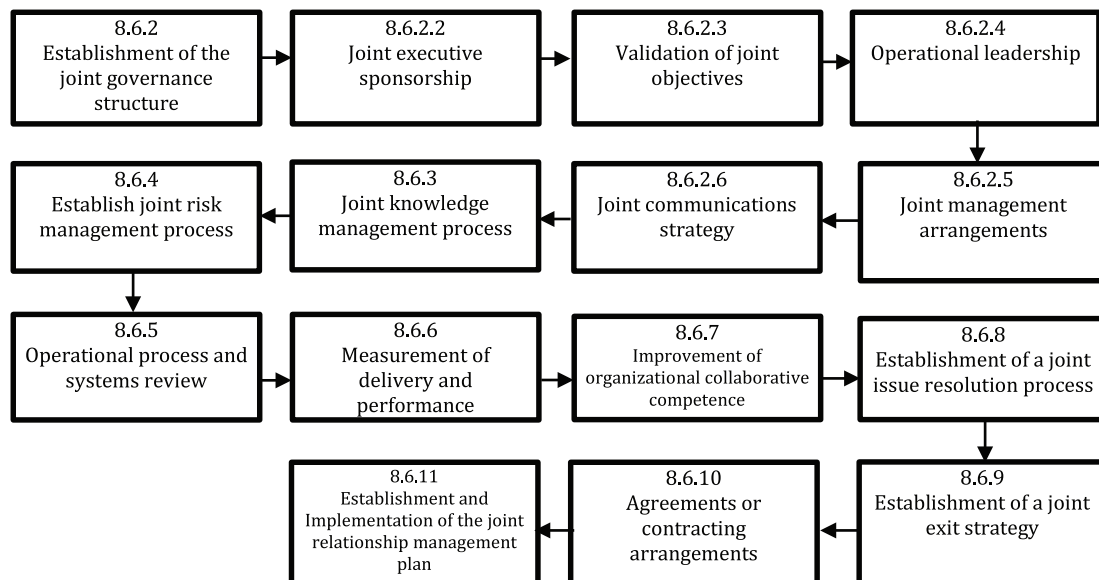 8.6.2
Establishment of the
joint governance
structure
8.6.2.2
Joint executive
sponsorship
8.6.2.3
Validation of joint
objectives
8.6.2.4
Operational leadership
8.6.2.5
Joint management
arrangements
8.6.2.6
Joint communications
strategy
8.6.3
Joint knowledge
management process
8.6.4
Establish joint risk
management process
8.6.5
Operational process and
systems review
8.6.6
Measurement of
delivery and
performance
8.6.7
Improvement of
organizational collaborative
competence
8.6.8
Establishment of a joint
issue resolution process
8.6.9
Establishment of a joint
exit strategy
8.6.10
Agreements or
contracting
arrangements
8.6.11
Establishment and
Implementation of the joint
relationship management
plan